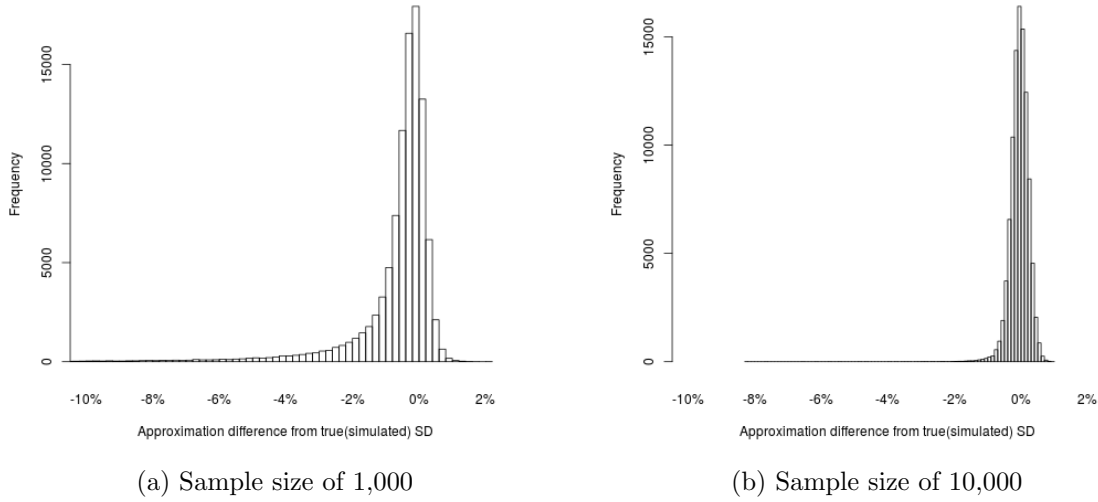 Frequency
15000
10000
5000
0
-10% -8% -6% -4% -2% 0% 2%
Approximation difference from true(simulated) SD
(a) Sample size of 1,000
Frequency
15000
10000
5000
0
-10% -8% -6% -4% -2% 0% 2%
Approximation difference from true(simulated) SD
(b) Sample size of 10,000